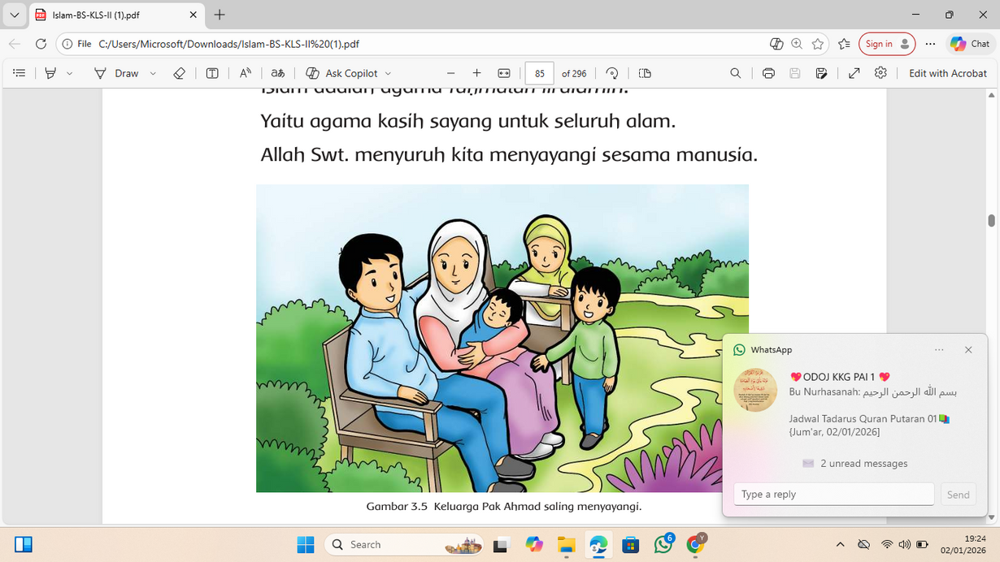 Islam-BS-KLS-II (1).pdf
File C:/Users/Microsoft/Downloads/Islam-BS-KLS-II%20(1).pdf
Sign in
Chat
Draw
aあ
Ask Copilot
85 of 296
Edit with Acrobat
Islam adalah agama raḥmatan lil'alamin.
Yaitu agama kasih sayang untuk seluruh alam.
Allah Swt. menyuruh kita menyayangi sesama manusia.
Gambar 3.5 Keluarga Pak Ahmad saling menyayangi.
WhatsApp
💖ODOJ KKG PAI 1 💖
Bu Nurhasanah: بسم الله الرحمن الرحيم
Jadwal Tadarus Quran Putaran 01
{Jum'ar, 02/01/2026]
2 unread messages
Type a reply
Send
Search
6
Y
19:24
02/01/2026